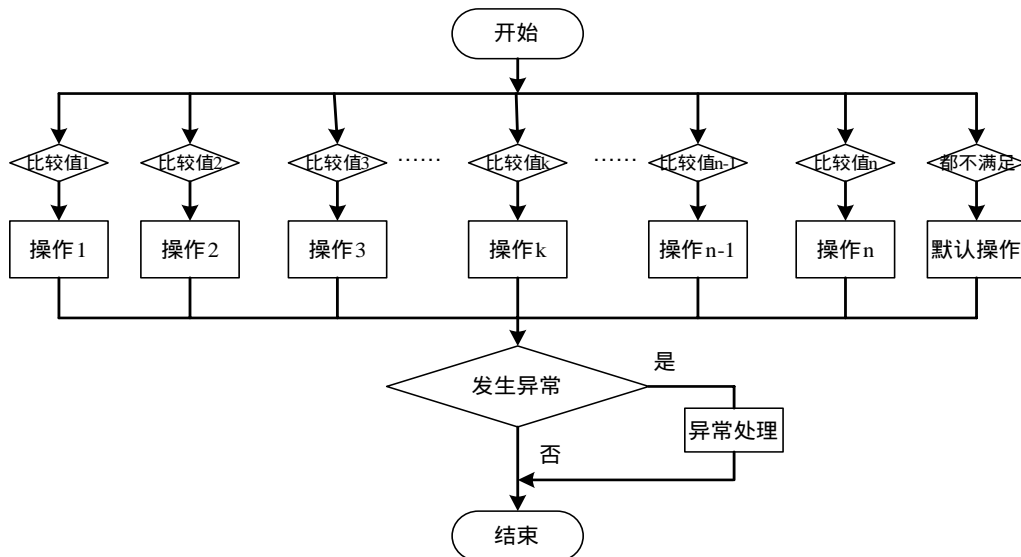 开始
比较值1
比较值2
比较值3
……
比较值k
……
比较值n-1
比较值n
都不满足
操作1
操作2
操作3
操作k
操作n-1
操作n
默认操作
发生异常
是
异常处理
否
结束